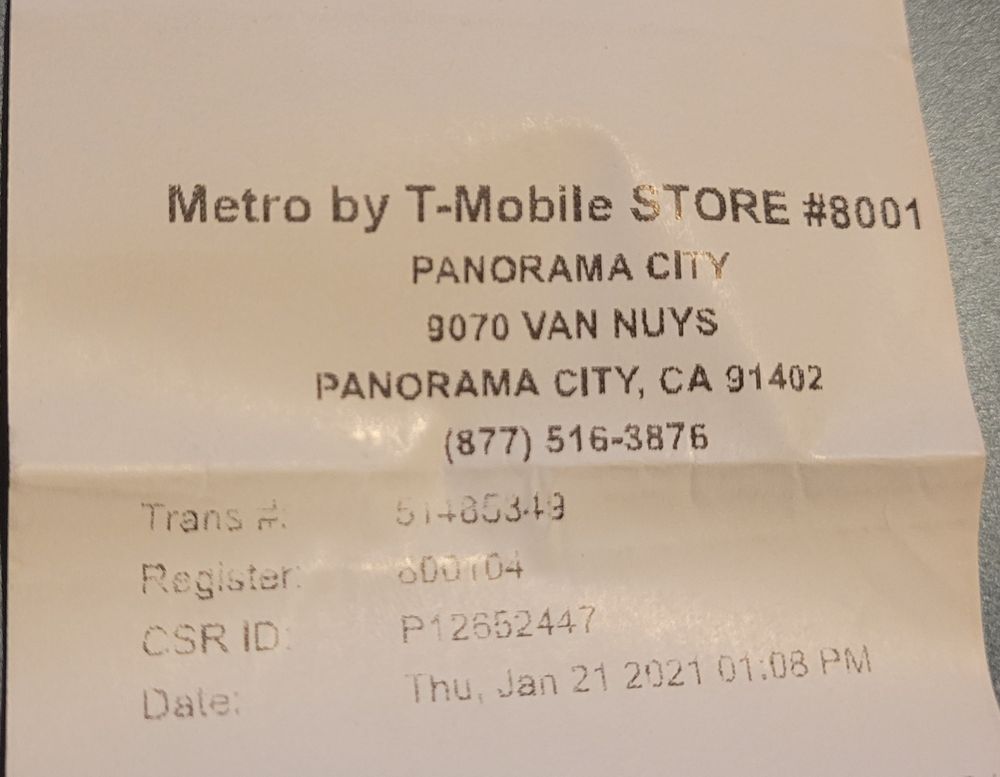 Metro by T-Mobile STORE #8001
PANORAMA CITY
9070 VAN NUYS
PANORAMA CITY, CA 91402
(877) 516-3876
Trans #:
Register:
CSR ID: P12652447
Date: Thu, Jan 21 2021 01:08 PM